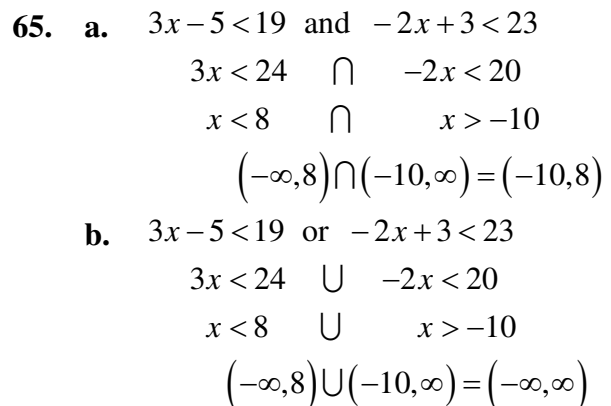 65. a. 3x − 5 < 19 and −2x + 3 < 23
3x < 24 ∩ −2x < 20
x < 8 ∩ x > −10
(−∞,8)∩(−10,∞) = (−10,8)
b. 3x − 5 < 19 or −2x + 3 < 23
3x < 24 ∪ −2x < 20
x < 8 ∪ x > −10
(−∞,8)∪(−10,∞) = (−∞,∞)